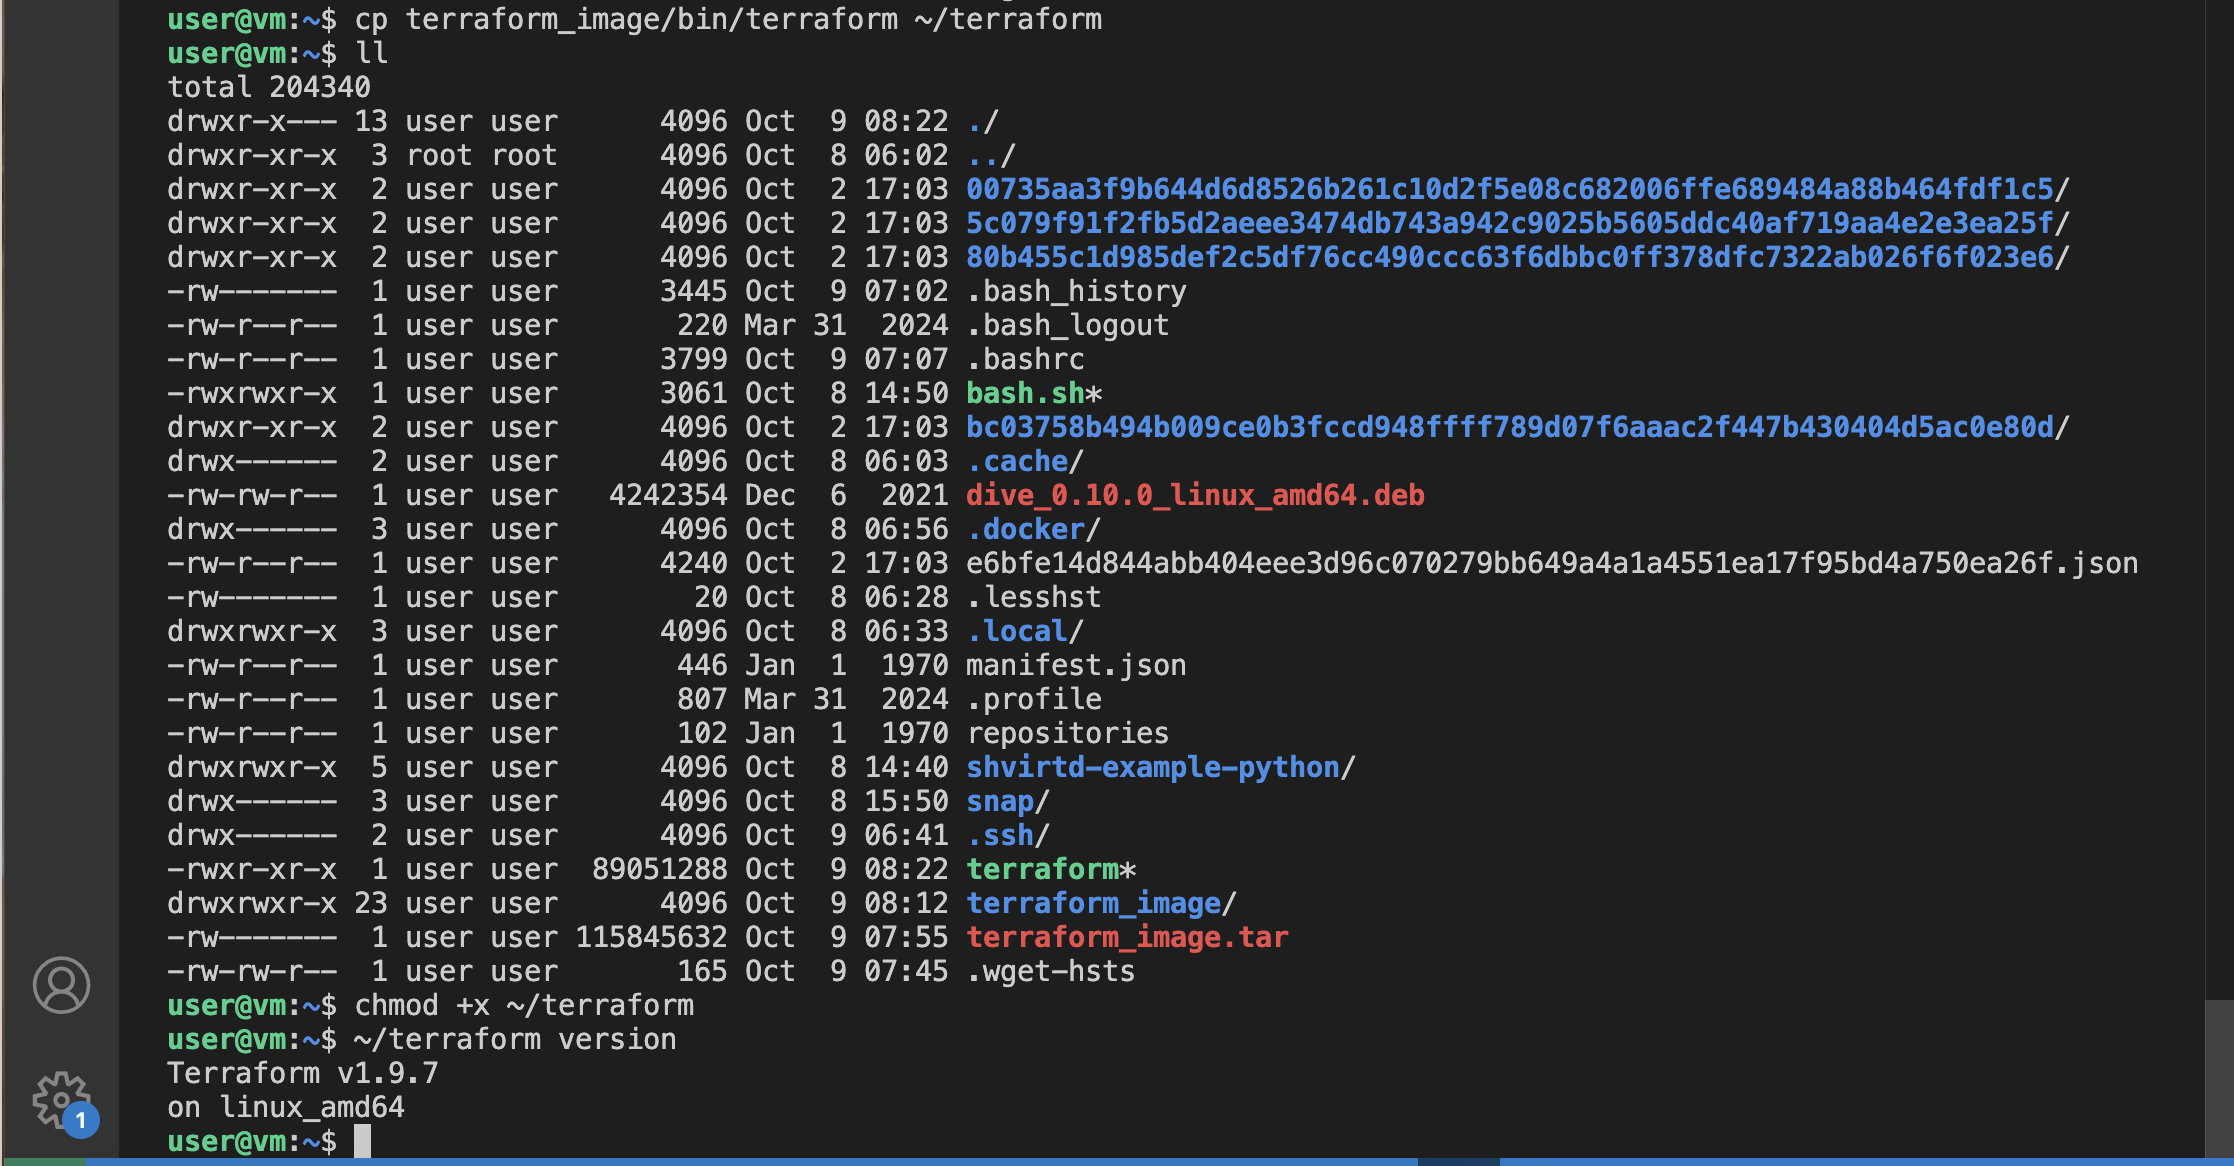 user@vm:~$ cp terraform_image/bin/terraform ~/terraform
user@vm:~$ ll
total 204340
drwxr-x--- 13 user user      4096 Oct  9 08:22 ./
drwxr-xr-x  3 root root      4096 Oct  8 06:02 ../
drwxr-xr-x  2 user user      4096 Oct  2 17:03 00735aa3f9b644d6d8526b261c10d2f5e08c682006ffe689484a88b464fdf1c5/
drwxr-xr-x  2 user user      4096 Oct  2 17:03 5c079f91f2fb5d2aeee3474db743a942c9025b5605ddc40af719aa4e2e3ea25f/
drwxr-xr-x  2 user user      4096 Oct  2 17:03 80b455c1d985def2c5df76cc490ccc63f6dbbc0ff378dfc7322ab026f6f023e6/
-rw-------  1 user user      3445 Oct  9 07:02 .bash_history
-rw-r--r--  1 user user       220 Mar 31  2024 .bash_logout
-rw-r--r--  1 user user      3799 Oct  9 07:07 .bashrc
-rwxrwxr-x  1 user user      3061 Oct  8 14:50 bash.sh*
drwxr-xr-x  2 user user      4096 Oct  2 17:03 bc03758b494b009ce0b3fccd948ffff789d07f6aaac2f447b430404d5ac0e80d/
drwx------  2 user user      4096 Oct  8 06:03 .cache/
-rw-rw-r--  1 user user   4242354 Dec  6  2021 dive_0.10.0_linux_amd64.deb
drwx------  3 user user      4096 Oct  8 06:56 .docker/
-rw-r--r--  1 user user      4240 Oct  2 17:03 e6bfe14d844abb404eee3d96c070279bb649a4a1a4551ea17f95bd4a750ea26f.json
-rw-------  1 user user        20 Oct  8 06:28 .lesshst
drwxrwxr-x  3 user user      4096 Oct  8 06:33 .local/
-rw-r--r--  1 user user       446 Jan  1  1970 manifest.json
-rw-r--r--  1 user user       807 Mar 31  2024 .profile
-rw-r--r--  1 user user       102 Jan  1  1970 repositories
drwxrwxr-x  5 user user      4096 Oct  8 14:40 shvirtd-example-python/
drwx------  3 user user      4096 Oct  8 15:50 snap/
drwx------  2 user user      4096 Oct  9 06:41 .ssh/
-rwxr-xr-x  1 user user  89051288 Oct  9 08:22 terraform*
drwxrwxr-x 23 user user      4096 Oct  9 08:12 terraform_image/
-rw-------  1 user user 115845632 Oct  9 07:55 terraform_image.tar
-rw-rw-r--  1 user user       165 Oct  9 07:45 .wget-hsts
user@vm:~$ chmod +x ~/terraform
user@vm:~$ ~/terraform version
Terraform v1.9.7
on linux_amd64
user@vm:~$
1